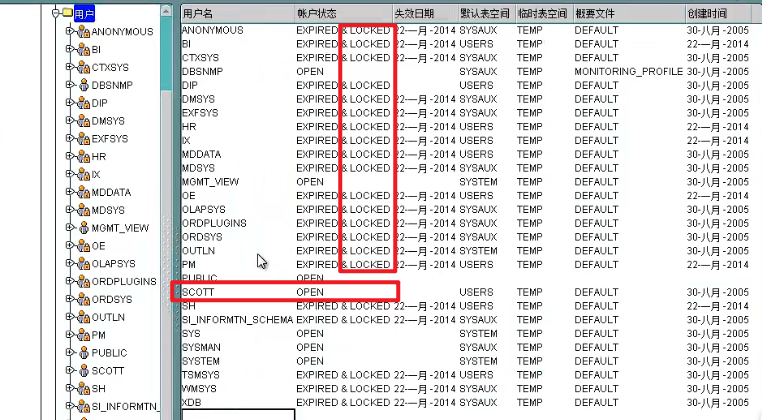 用户
ANONYMOUS
BI
CTXSYS
DBSNMP
DIP
DMSYS
EXFSYS
HR
IX
MDDATA
MDSYS
MGMT_VIEW
OE
OLAPSYS
ORDPLUGINS
ORDSYS
OUTLN
PM
PUBLIC
SCOTT
SH
SI_INFORMTN_
用户名 帐户状态 失效日期 默认表空间 临时表空间 概要文件 创建时间
ANONYMOUS EXPIRED & LOCKED 22-一月 -2014 SYSAUX TEMP DEFAULT 30-八月-2005
BI EXPIRED & LOCKED 22-一月 -2014 USERS TEMP DEFAULT 22-一月-2014
CTXSYS EXPIRED & LOCKED 22-一月 -2014 SYSAUX TEMP DEFAULT 30-八月-2005
DBSNMP OPEN SYSAUX TEMP MONITORING_PROFILE 30-八月-2005
DIP EXPIRED & LOCKED USERS TEMP DEFAULT 30-八月-2005
DMSYS EXPIRED & LOCKED 22-一月 -2014 SYSAUX TEMP DEFAULT 30-八月-2005
EXFSYS EXPIRED & LOCKED 22-一月 -2014 SYSAUX TEMP DEFAULT 30-八月-2005
HR EXPIRED & LOCKED 22-一月 -2014 USERS TEMP DEFAULT 22-一月-2014
IX EXPIRED & LOCKED 22-一月 -2014 USERS TEMP DEFAULT 22-一月-2014
MDDATA EXPIRED & LOCKED 22-一月 -2014 USERS TEMP DEFAULT 30-八月-2005
MDSYS EXPIRED & LOCKED 22-一月 -2014 SYSAUX TEMP DEFAULT 30-八月-2005
MGMT_VIEW OPEN SYSTEM TEMP DEFAULT 30-八月-2005
OE EXPIRED & LOCKED 22-一月 -2014 USERS TEMP DEFAULT 22-一月-2014
OLAPSYS EXPIRED & LOCKED 22-一月 -2014 SYSAUX TEMP DEFAULT 30-八月-2005
ORDPLUGINS EXPIRED & LOCKED 22-一月 -2014 SYSAUX TEMP DEFAULT 30-八月-2005
ORDSYS EXPIRED & LOCKED 22-一月 -2014 SYSAUX TEMP DEFAULT 30-八月-2005
OUTLN EXPIRED & LOCKED 22-一月 -2014 SYSTEM TEMP DEFAULT 30-八月-2005
PM EXPIRED & LOCKED 22-一月 -2014 USERS TEMP DEFAULT 22-一月-2014
PUBLIC OPEN
SCOTT OPEN USERS TEMP DEFAULT 30-八月-2005
SH EXPIRED & LOCKED 22-一月 -2014 USERS TEMP DEFAULT 22-一月-2014
SI_INFORMTN_SCHEMA EXPIRED & LOCKED 22-一月 -2014 SYSAUX TEMP DEFAULT 30-八月-2005
SYS OPEN SYSTEM TEMP DEFAULT 30-八月-2005
SYSMAN OPEN SYSAUX TEMP DEFAULT 30-八月-2005
SYSTEM OPEN SYSTEM TEMP DEFAULT 30-八月-2005
TSMSYS EXPIRED & LOCKED 22-一月 -2014 USERS TEMP DEFAULT 30-八月-2005
WMSYS EXPIRED & LOCKED 22-一月 -2014 SYSAUX TEMP DEFAULT 30-八月-2005
XDB EXPIRED & LOCKED 22-一月 -2014 SYSAUX TEMP DEFAULT 30-八月-2005